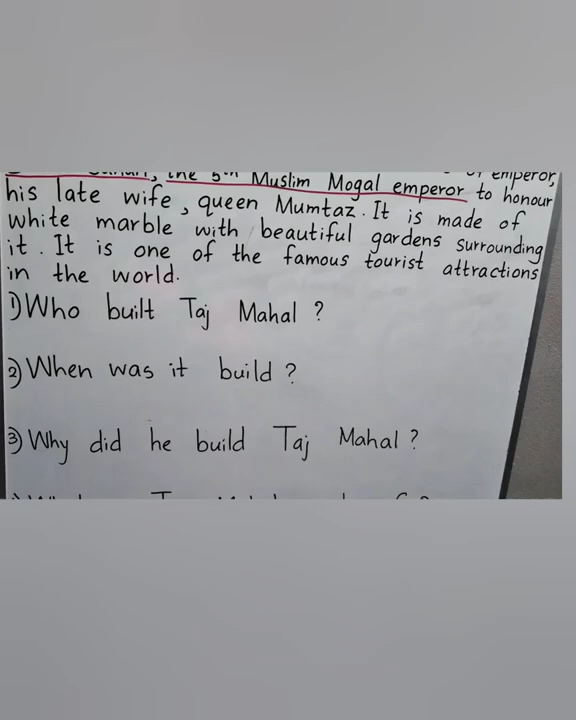 the 5th Muslim Mogal emperor of emperor,
his late wife, queen Mumtaz. It is made of to honour
white marble with beautiful gardens surrounding
it. It is one of the famous tourist attractions
in the world.
1) Who built Taj Mahal ?
2) When was it build ?
3) Why did he build Taj Mahal ?